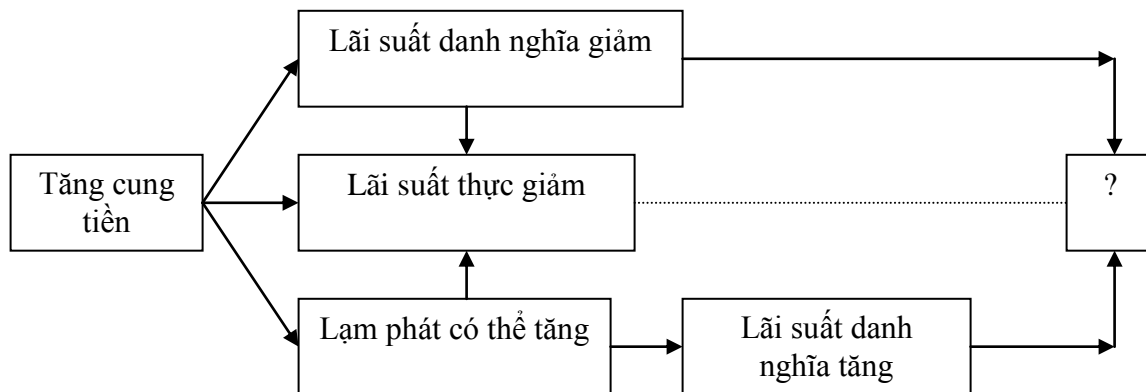 Lãi suất danh nghĩa giảm
Tăng cung
tiền
Lãi suất thực giảm
?
Lạm phát có thể tăng
Lãi suất danh
nghĩa tăng